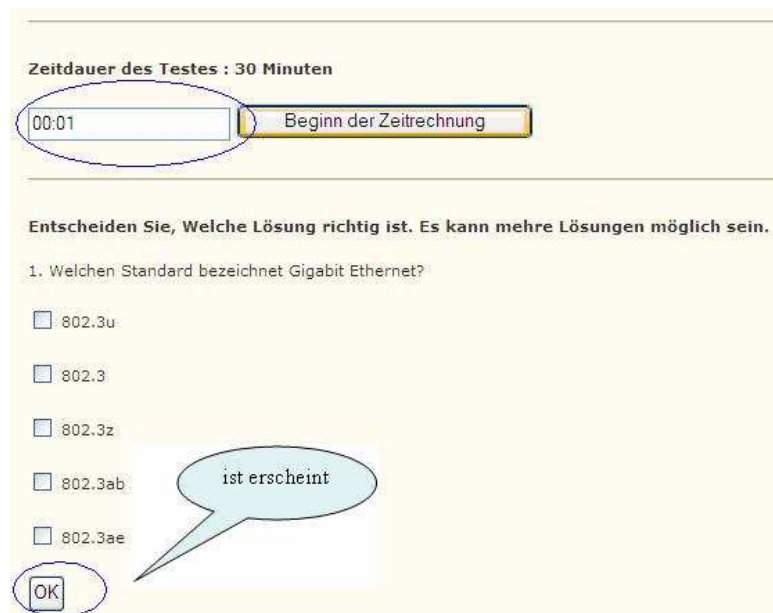 Zeitdauer des Testes : 30 Minuten
00:01 Beginn der Zeitrechnung
Entscheiden Sie, Welche Lösung richtig ist. Es kann mehre Lösungen möglich sein.
1. Welchen Standard bezeichnet Gigabit Ethernet?
802.3u
802.3
802.3z
802.3ab
ist erscheint
802.3ae
OK